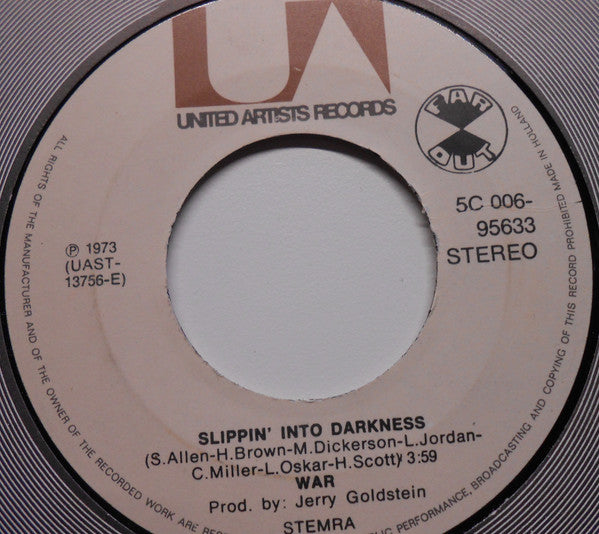 UA
UNITED ARTISTS RECORDS
FAR
OUT
5C 006-
95633
STEREO
℗ 1973
(UAST-
13756-E)
SLIPPIN' INTO DARKNESS
(S.Allen-H.Brown-M.Dickerson-L.Jordan-
C.Miller-L.Oskar-H.Scott) 3:59
WAR
Prod. by: Jerry Goldstein
STEMRA
ALL RIGHTS OF THE MANUFACTURER AND OF THE OWNER OF THE RECORDED WORK ARE PERFORMANCE, BROADCASTING AND COPYING OF THIS RECORD PROHIBITED MADE IN HOLLAND